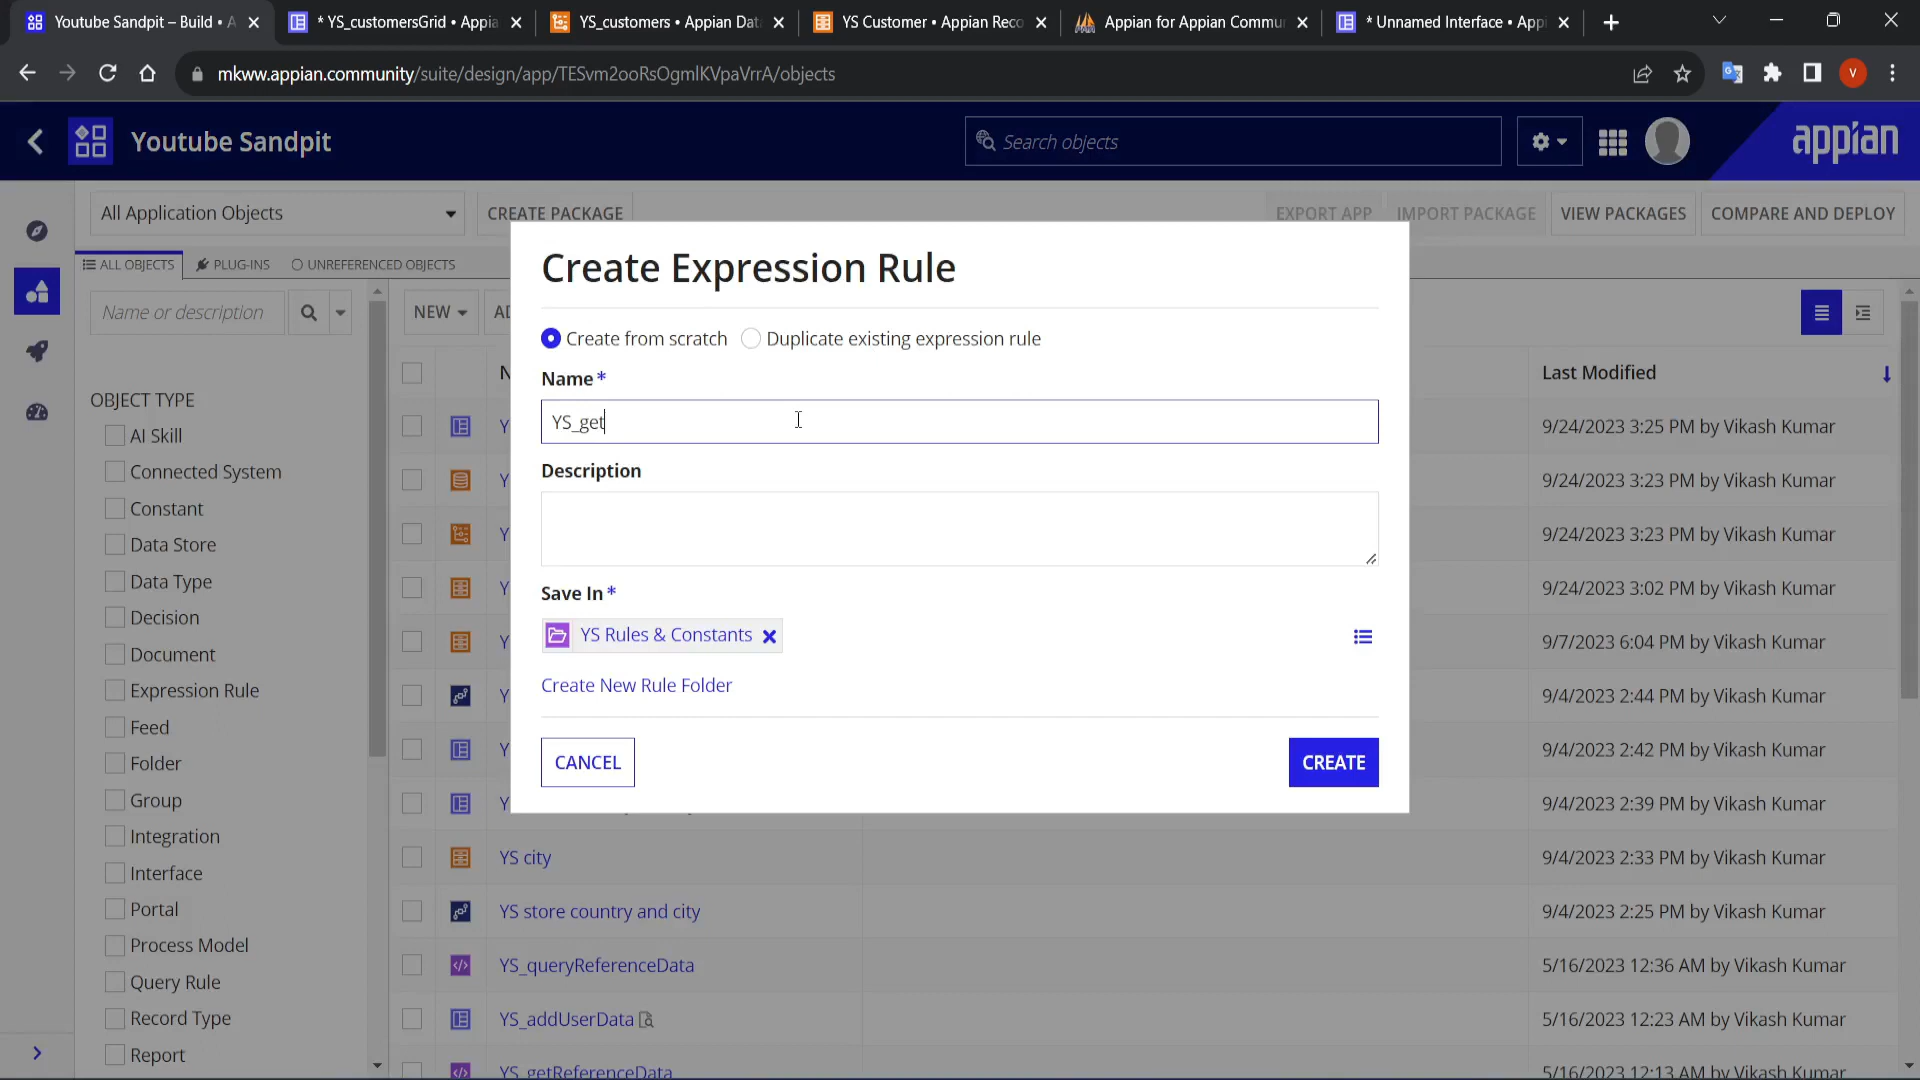 Youtube Sandpit – Build • A
* YS_customersGrid • Appia
YS_customers • Appian Dat
YS Customer • Appian Reco
Appian for Appian Commu
* Unnamed Interface • App
mkww.appian.community/suite/design/app/TESvm2ooRsOgmlKVpaVrrA/objects
V
Youtube Sandpit
Search objects
appian
All Application Objects
CREATE PACKAGE
EXPORT APP
IMPORT PACKAGE
VIEW PACKAGES
COMPARE AND DEPLOY
ALL OBJECTS
PLUG-INS
UNREFERENCED OBJECTS
Name or description
NEW
OBJECT TYPE
AI Skill
Connected System
Constant
Data Store
Data Type
Decision
Document
Expression Rule
Feed
Folder
Group
Integration
Interface
Portal
Process Model
Query Rule
Record Type
Report
Create Expression Rule
Create from scratch
Duplicate existing expression rule
Name *
YS_get
Description
Save In *
YS Rules & Constants
Create New Rule Folder
CANCEL
CREATE
Last Modified
9/24/2023 3:25 PM by Vikash Kumar
9/24/2023 3:23 PM by Vikash Kumar
9/24/2023 3:23 PM by Vikash Kumar
9/24/2023 3:02 PM by Vikash Kumar
9/7/2023 6:04 PM by Vikash Kumar
9/4/2023 2:44 PM by Vikash Kumar
9/4/2023 2:42 PM by Vikash Kumar
9/4/2023 2:39 PM by Vikash Kumar
YS city
9/4/2023 2:33 PM by Vikash Kumar
YS store country and city
9/4/2023 2:25 PM by Vikash Kumar
YS_queryReferenceData
5/16/2023 12:36 AM by Vikash Kumar
YS_addUserData
5/16/2023 12:23 AM by Vikash Kumar
YS_getReferenceData
5/16/2023 12:13 AM by Vikash Kumar